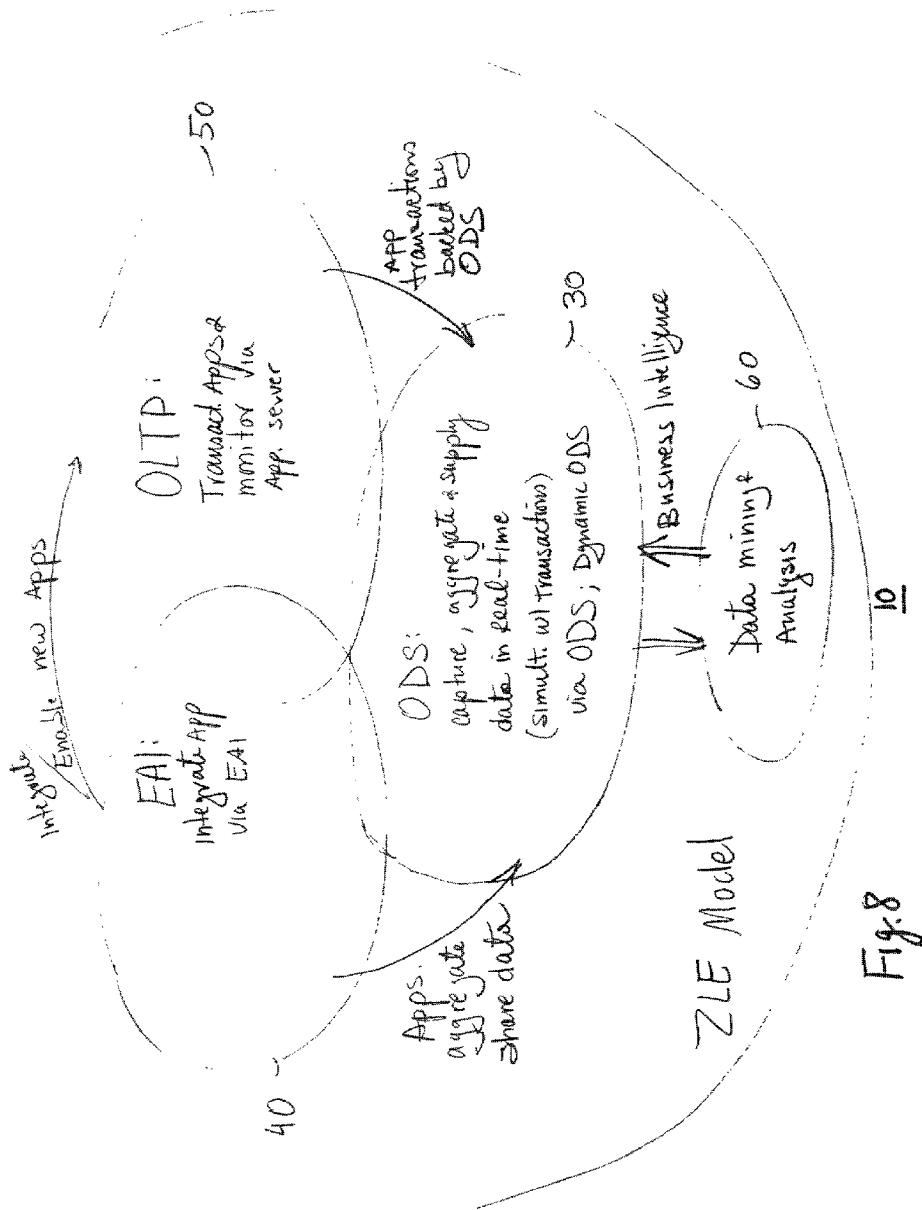 Integrate
Enable new Apps
EAI:
Integrate App
via EAI
OLTP:
Transact. Apps &
monitor via
App. server
50
40
App
transactions
backed by
ODS
Apps.
aggregate
share data
ODS:
capture, aggregate & supply
data in real-time
(simult. w/ transactions)
via ODS; Dynamic ODS
30
Business Intelligence
Data mining &
Analysis
60
ZLE Model
10
Fig. 8